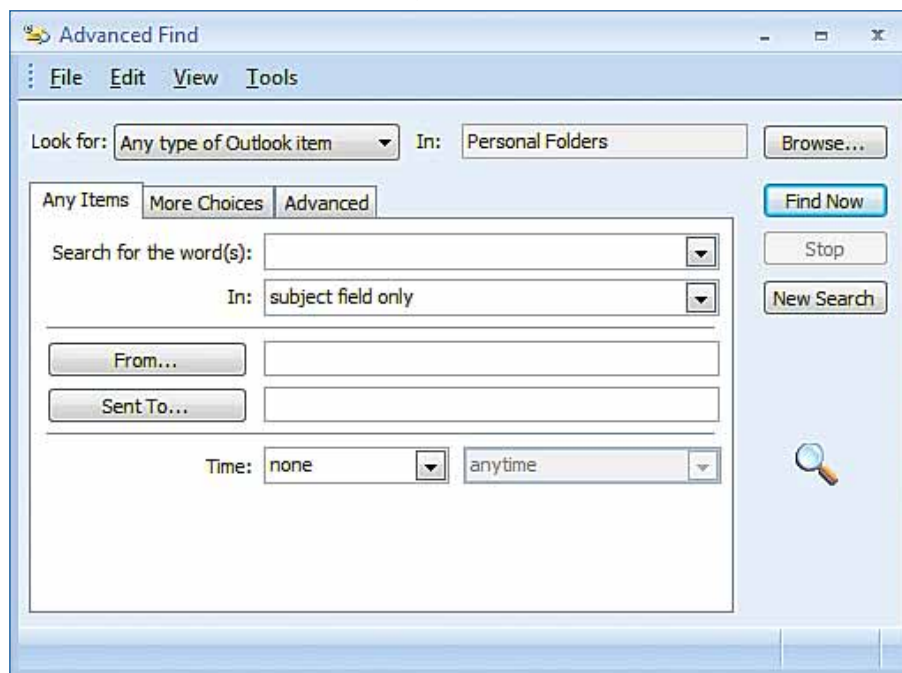 Advanced Find
File Edit View Tools
Look for: Any type of Outlook item In: Personal Folders Browse...
Any Items More Choices Advanced Find Now
Search for the word(s): Stop
In: subject field only New Search
From...
Sent To...
Time: none anytime